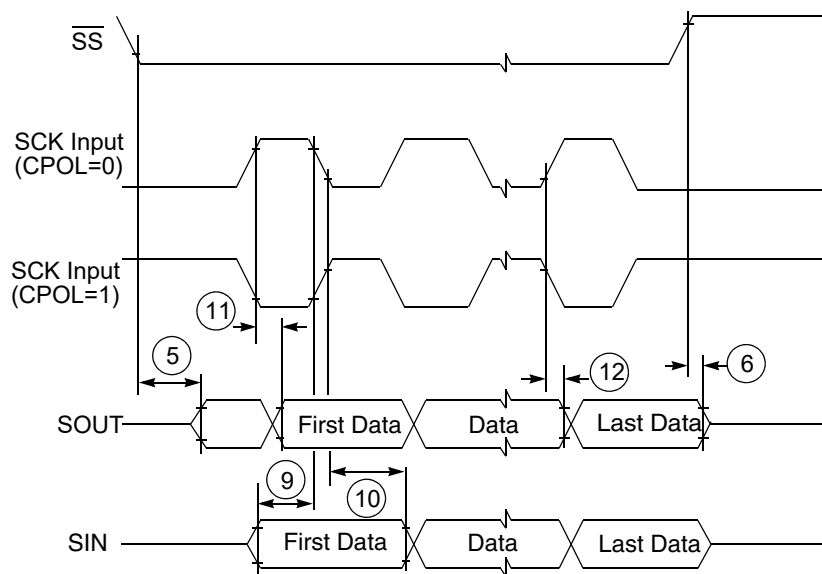 SS
SCK Input
(CPOL=0)
SCK Input
(CPOL=1)
11
5
12
6
SOUT
First Data
Data
Last Data
9
10
SIN
First Data
Data
Last Data